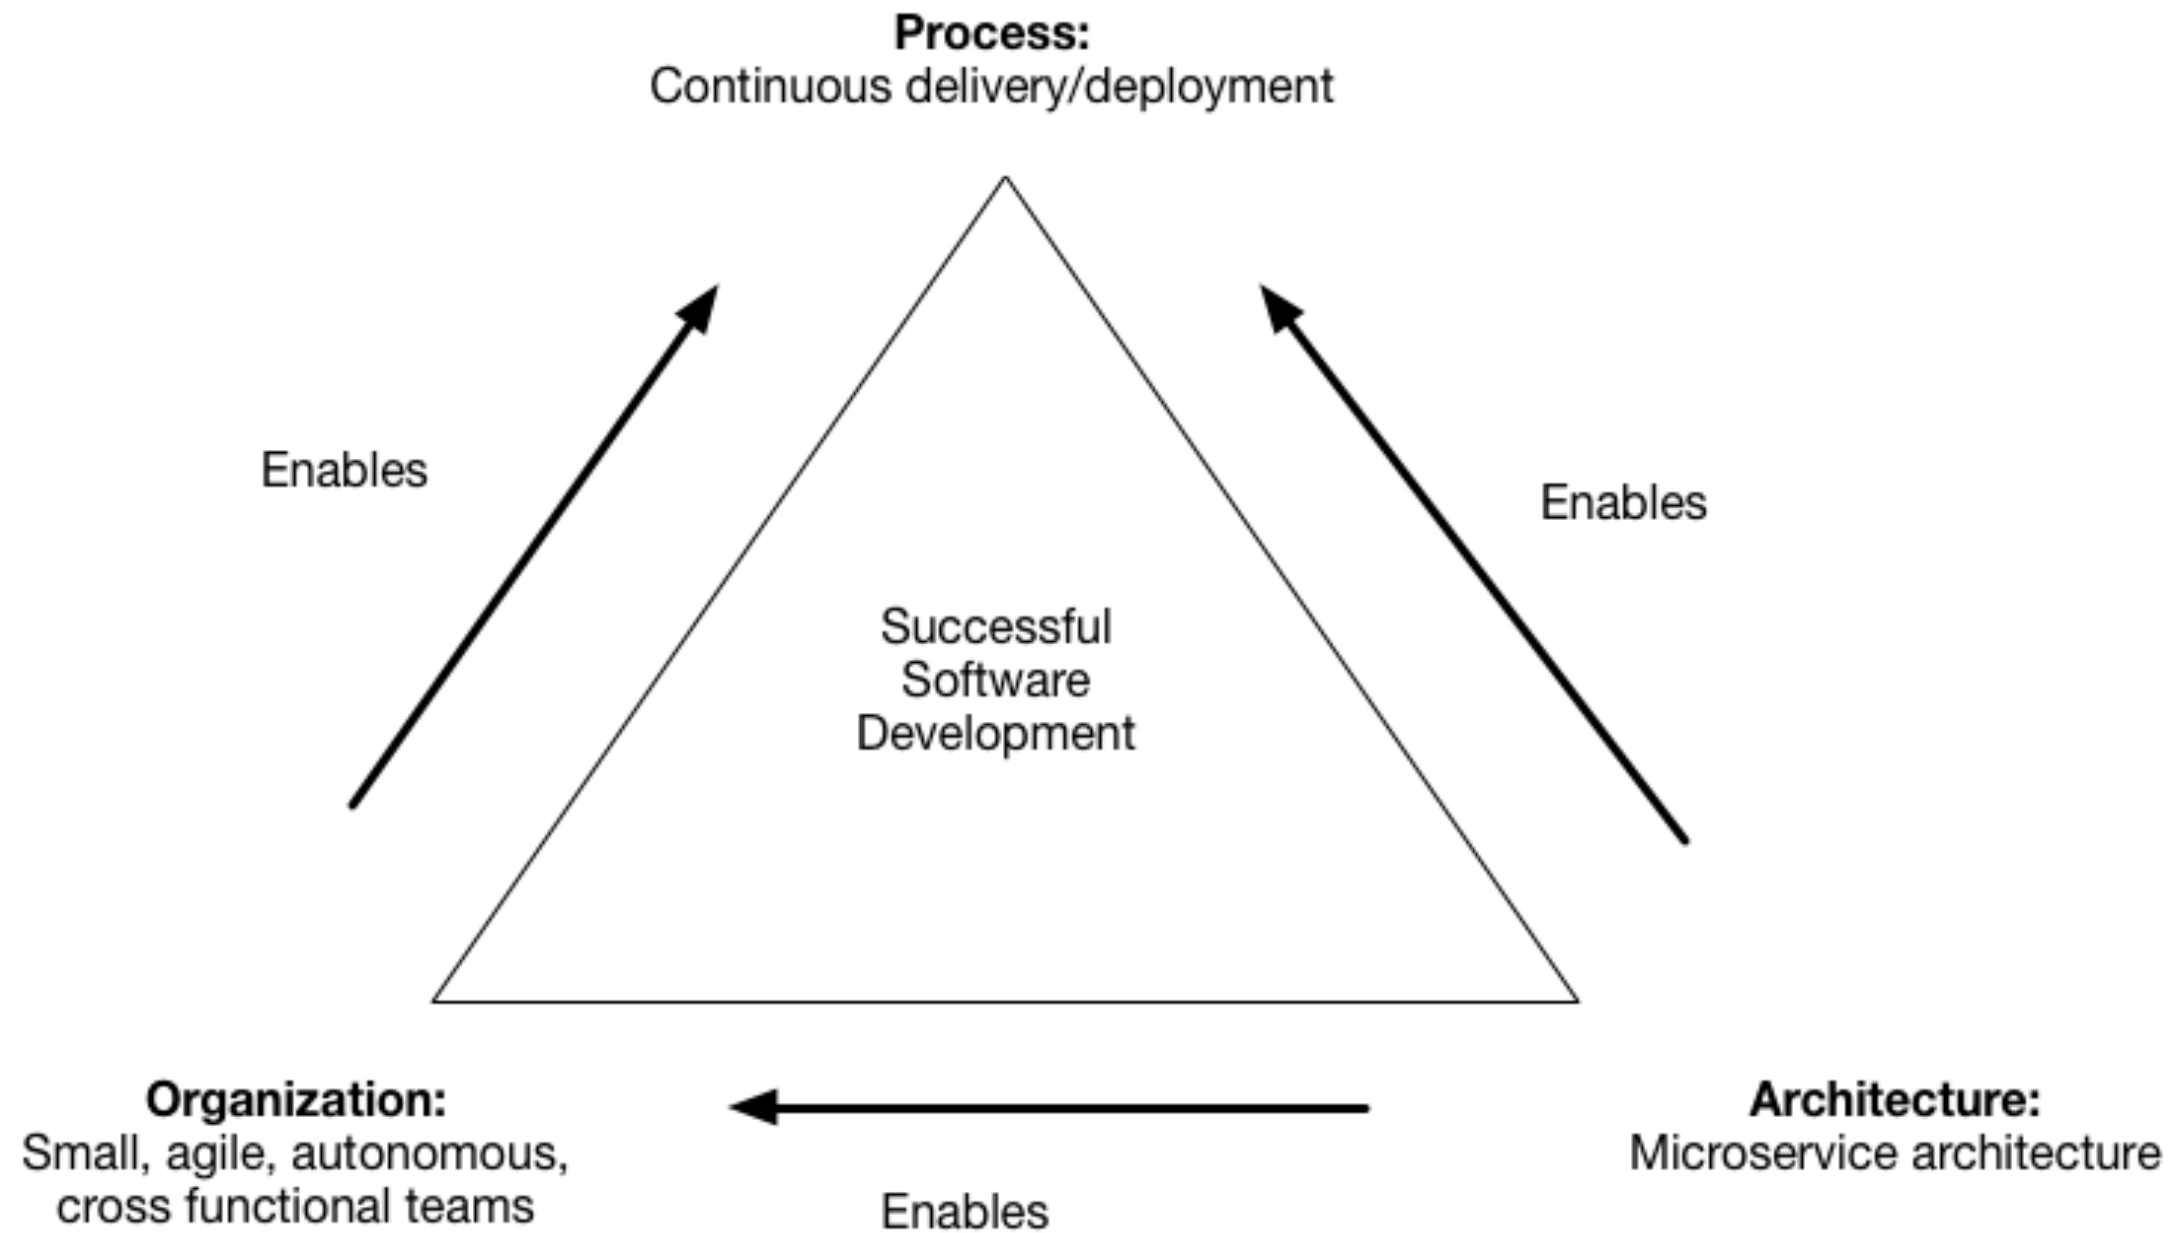 Process:
Continuous delivery/deployment
Enables
Enables
Successful
Software
Development
Organization:
Small, agile, autonomous,
cross functional teams
Enables
Architecture:
Microservice architecture